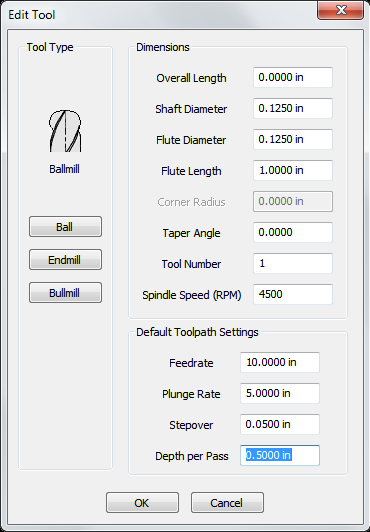 Edit Tool
Tool Type
Ballmill
Ball
Endmill
Bullmill
Dimensions
Overall Length 0.0000 in
Shaft Diameter 0.1250 in
Flute Diameter 0.1250 in
Flute Length 1.0000 in
Corner Radius 0.0000 in
Taper Angle 0.0000
Tool Number 1
Spindle Speed (RPM) 4500
Default Toolpath Settings
Feedrate 10.0000 in
Plunge Rate 5.0000 in
Stepover 0.0500 in
Depth per Pass 0.5000 in
OK Cancel